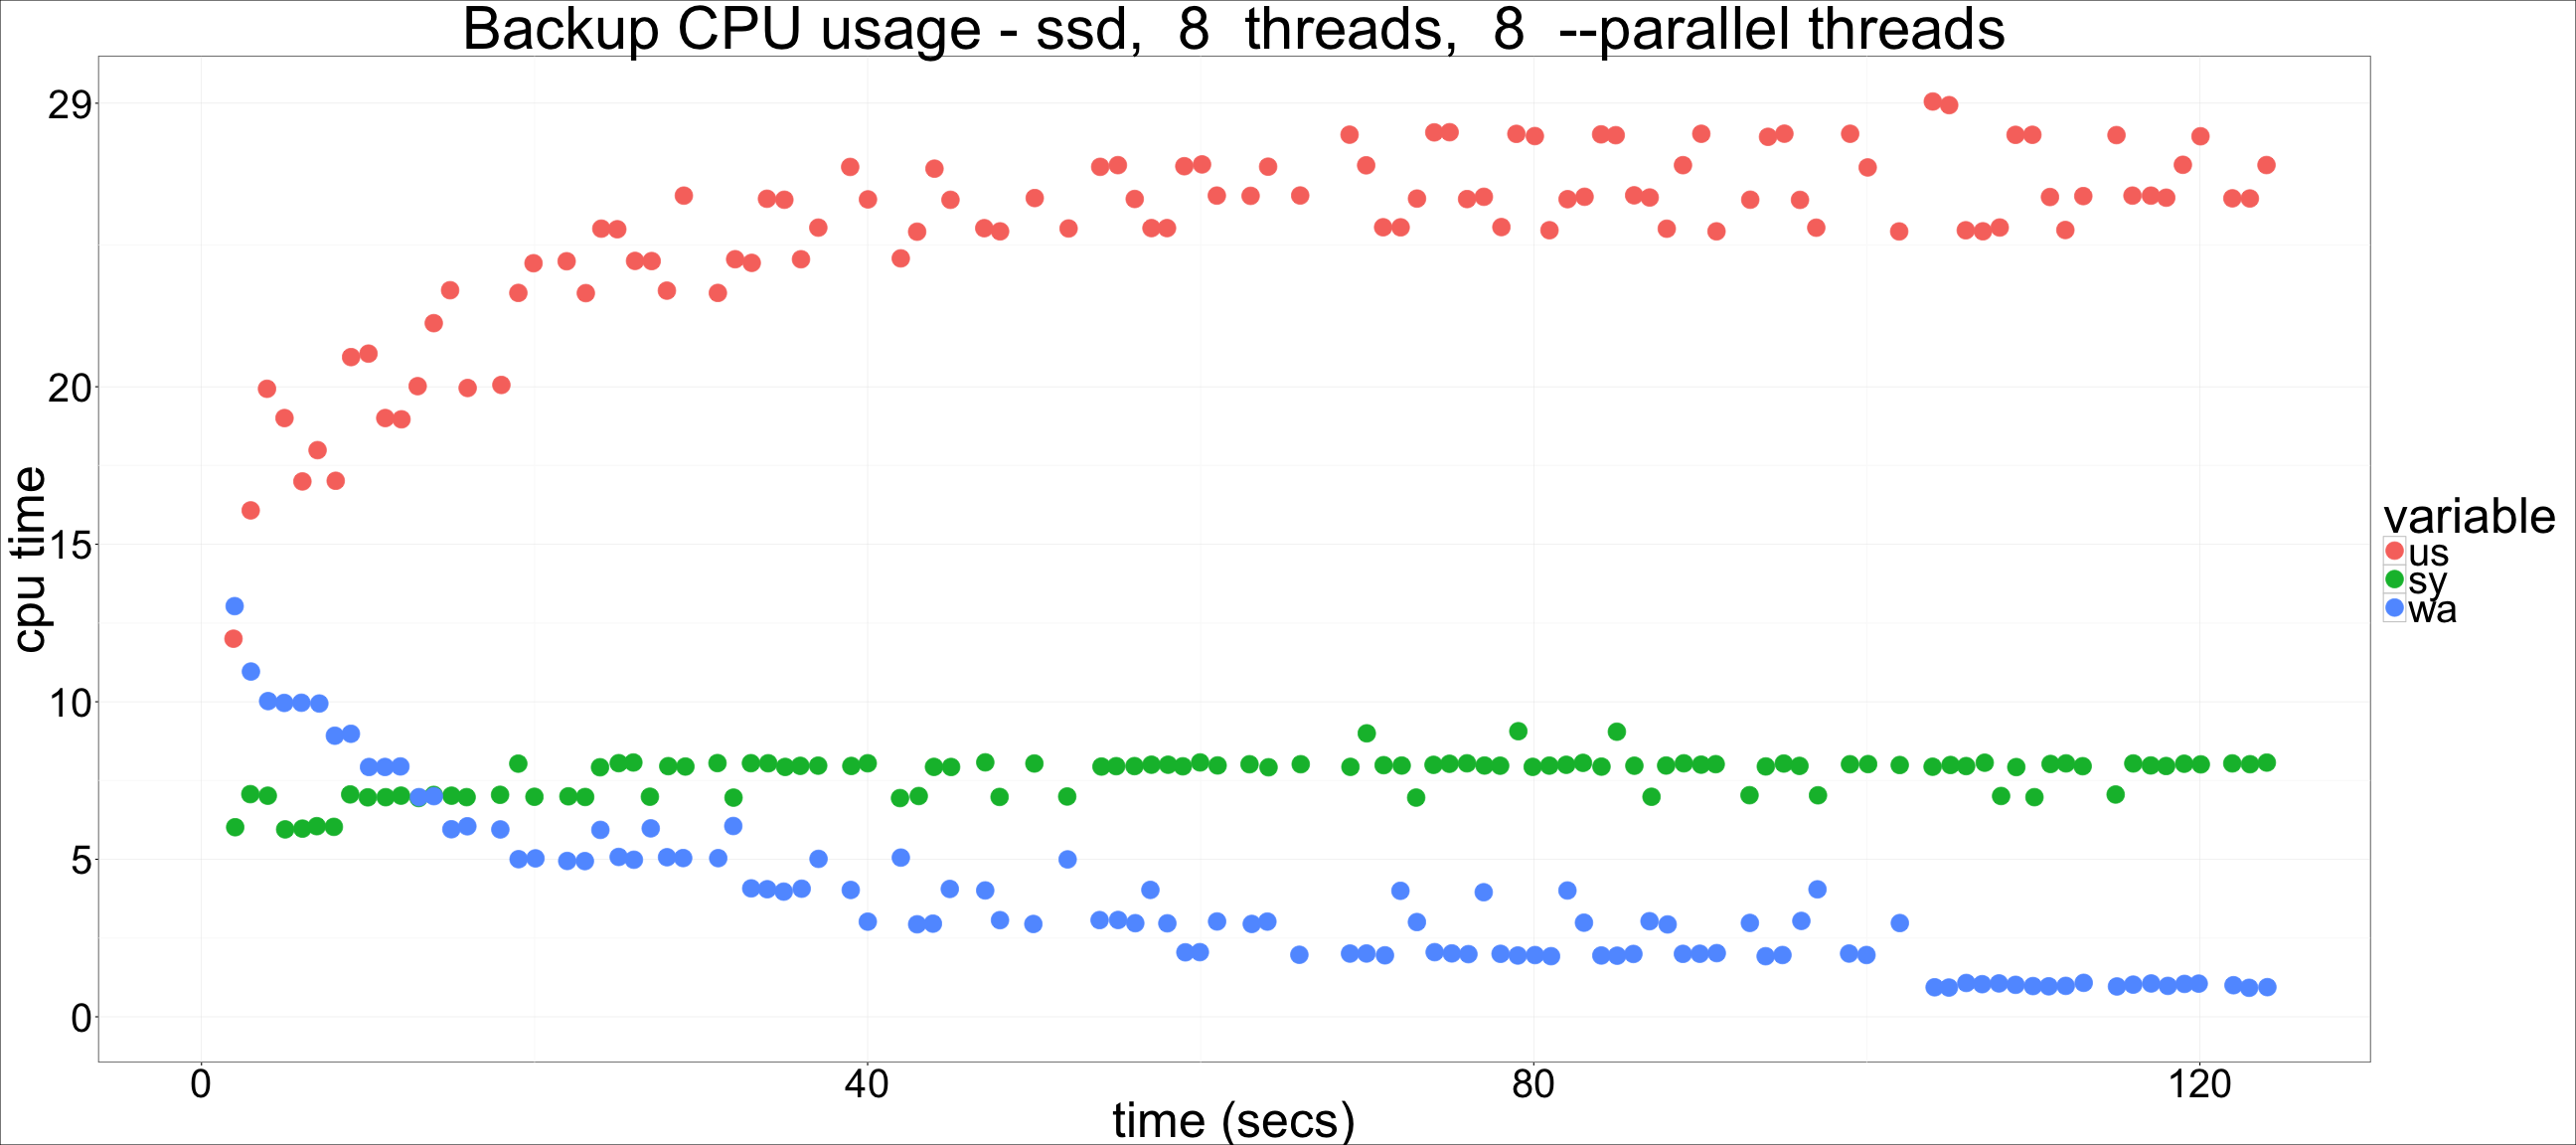 Backup CPU usage - ssd, 8 threads, 8 --parallel threads
29
20
15
10
5
0
cpu time
0 40 80 120
time (secs)
variable
us
sy
wa